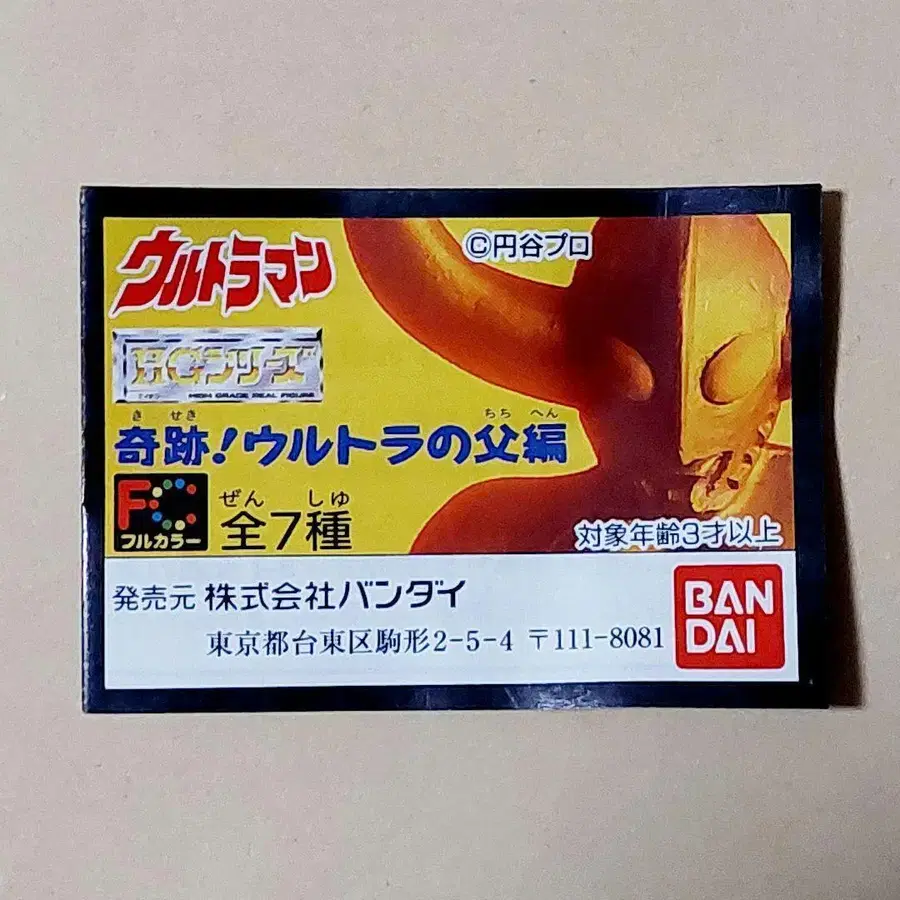 ウルトラマン
©円谷プロ
HGシリーズ
HIGH GRADE REAL FIGURE
き せき ちち へん
奇跡!ウルトラの父編
FC
フルカラー
ぜん しゅ
全7種
対象年齢3才以上
発売元 株式会社バンダイ
東京都台東区駒形2-5-4 〒111-8081
BAN
DAI